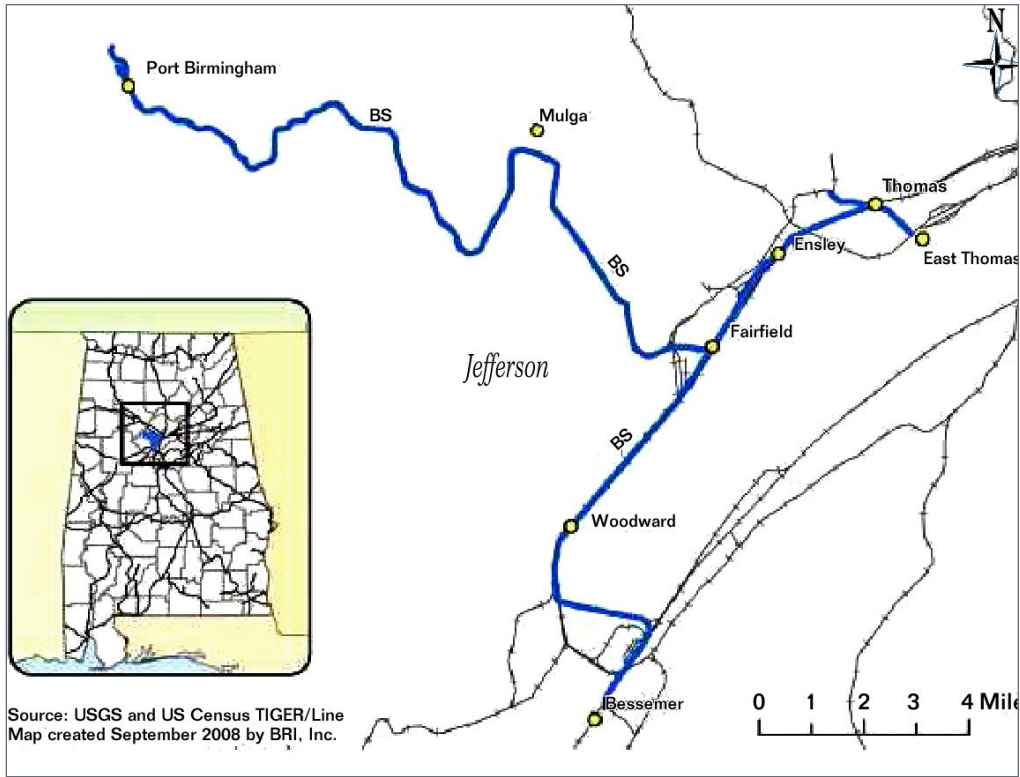 N
Port Birmingham
BS
Mulga
Thomas
Ensley
East Thomas
BS
Fairfield
Jefferson
BS
Woodward
Bessemer
0 1 2 3 4 Mile
Source: USGS and US Census TIGER/Line
Map created September 2008 by BRI, Inc.